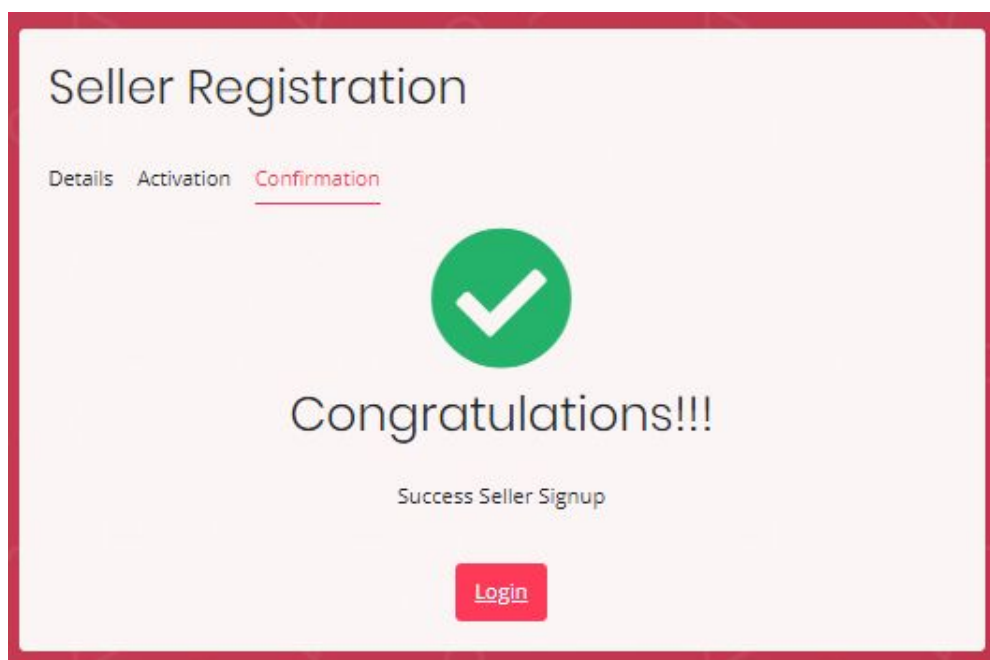 Seller Registration
Details Activation Confirmation
Congratulations!!!
Success Seller Signup
Login